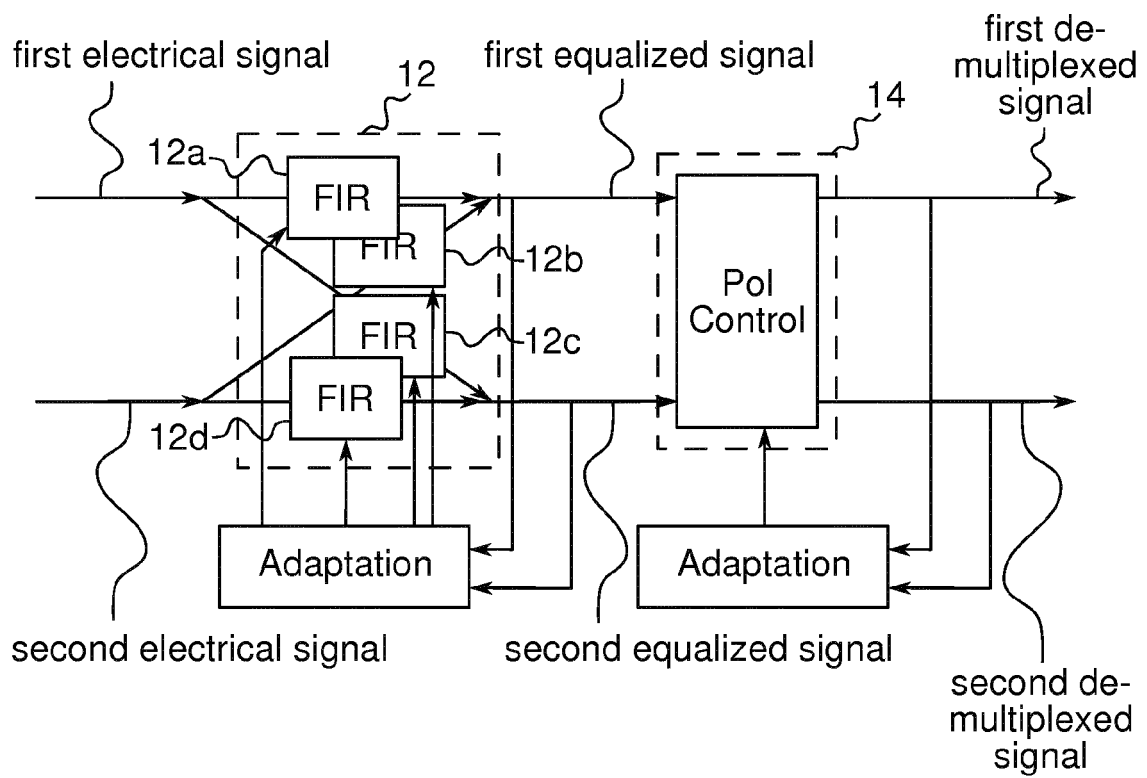 first electrical signal
12
first equalized signal
14
first de-
multiplexed
signal
12a
FIR
FIR
12b
FIR
12c
FIR
12d
Pol
Control
Adaptation
Adaptation
second electrical signal
second equalized signal
second de-
multiplexed
signal